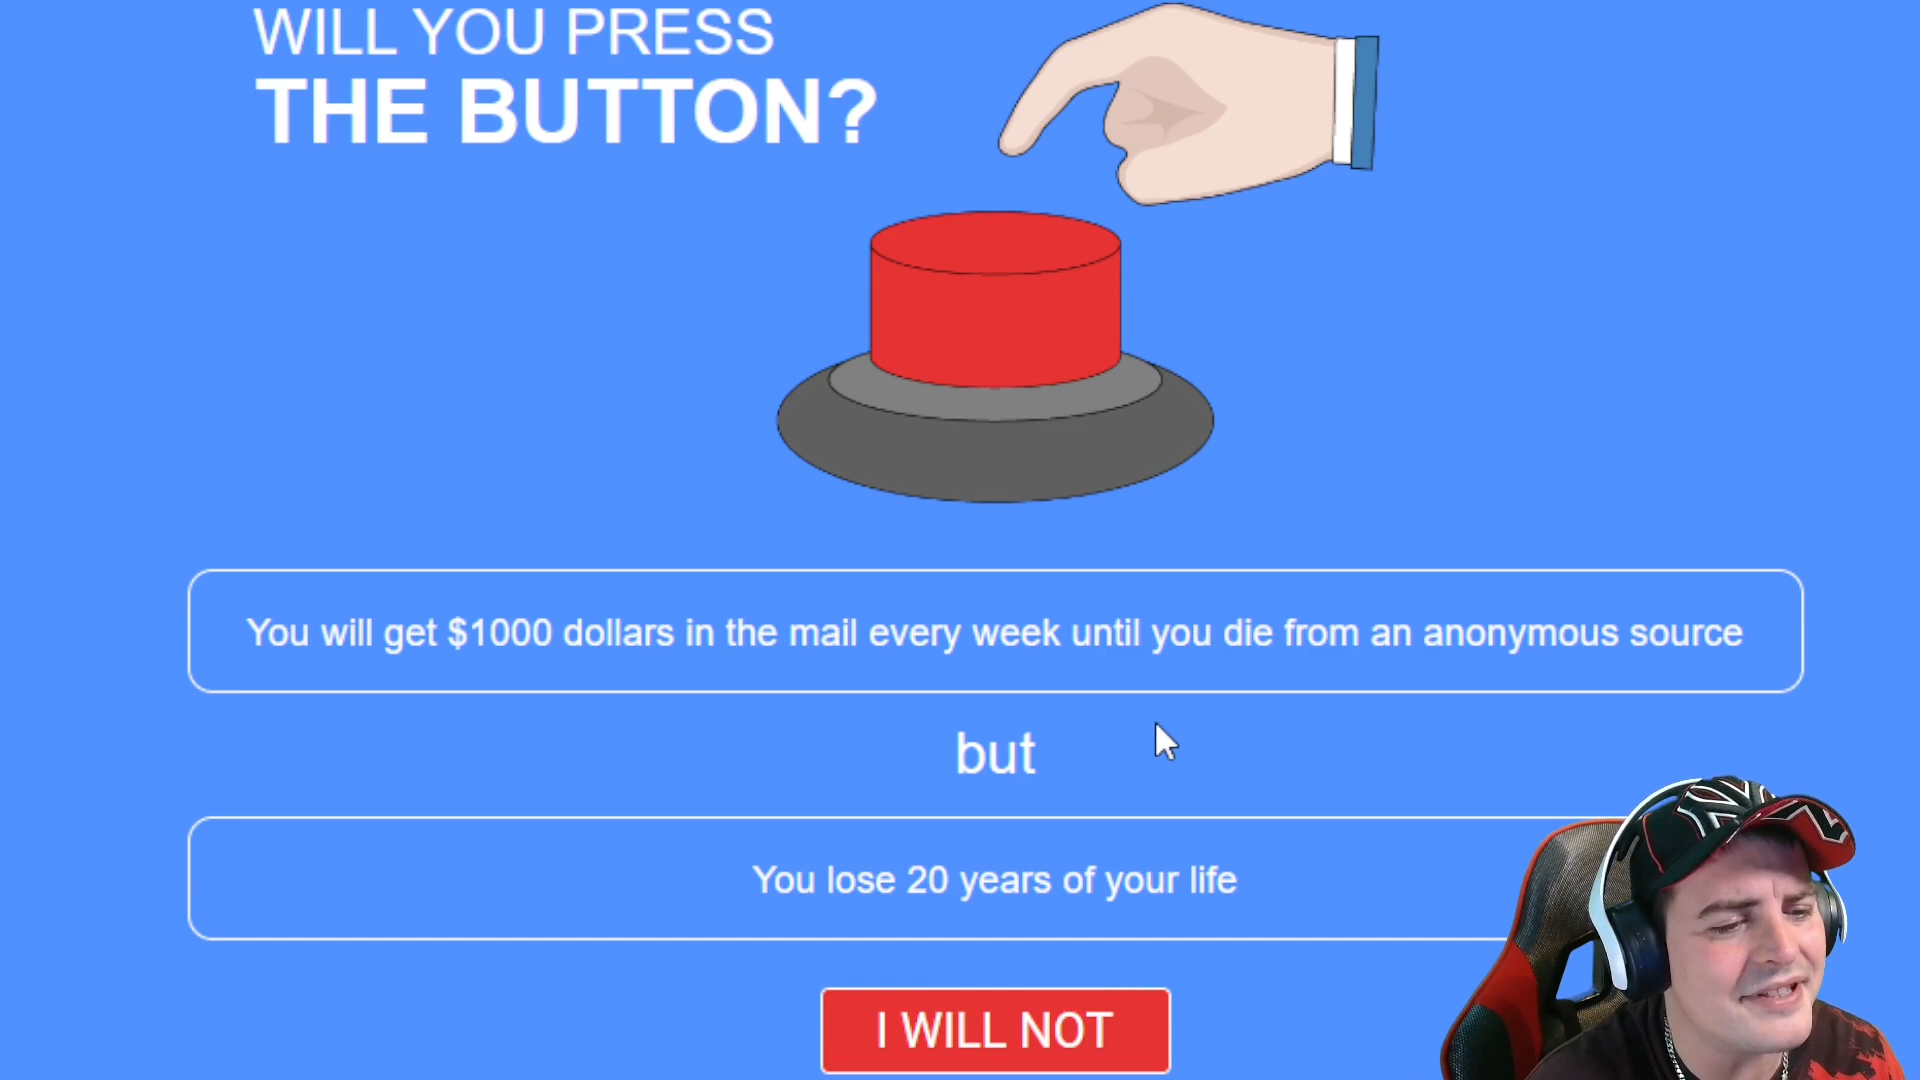 WILL YOU PRESS
THE BUTTON?
You will get $1000 dollars in the mail every week until you die from an anonymous source
but
You lose 20 years of your life
I WILL NOT